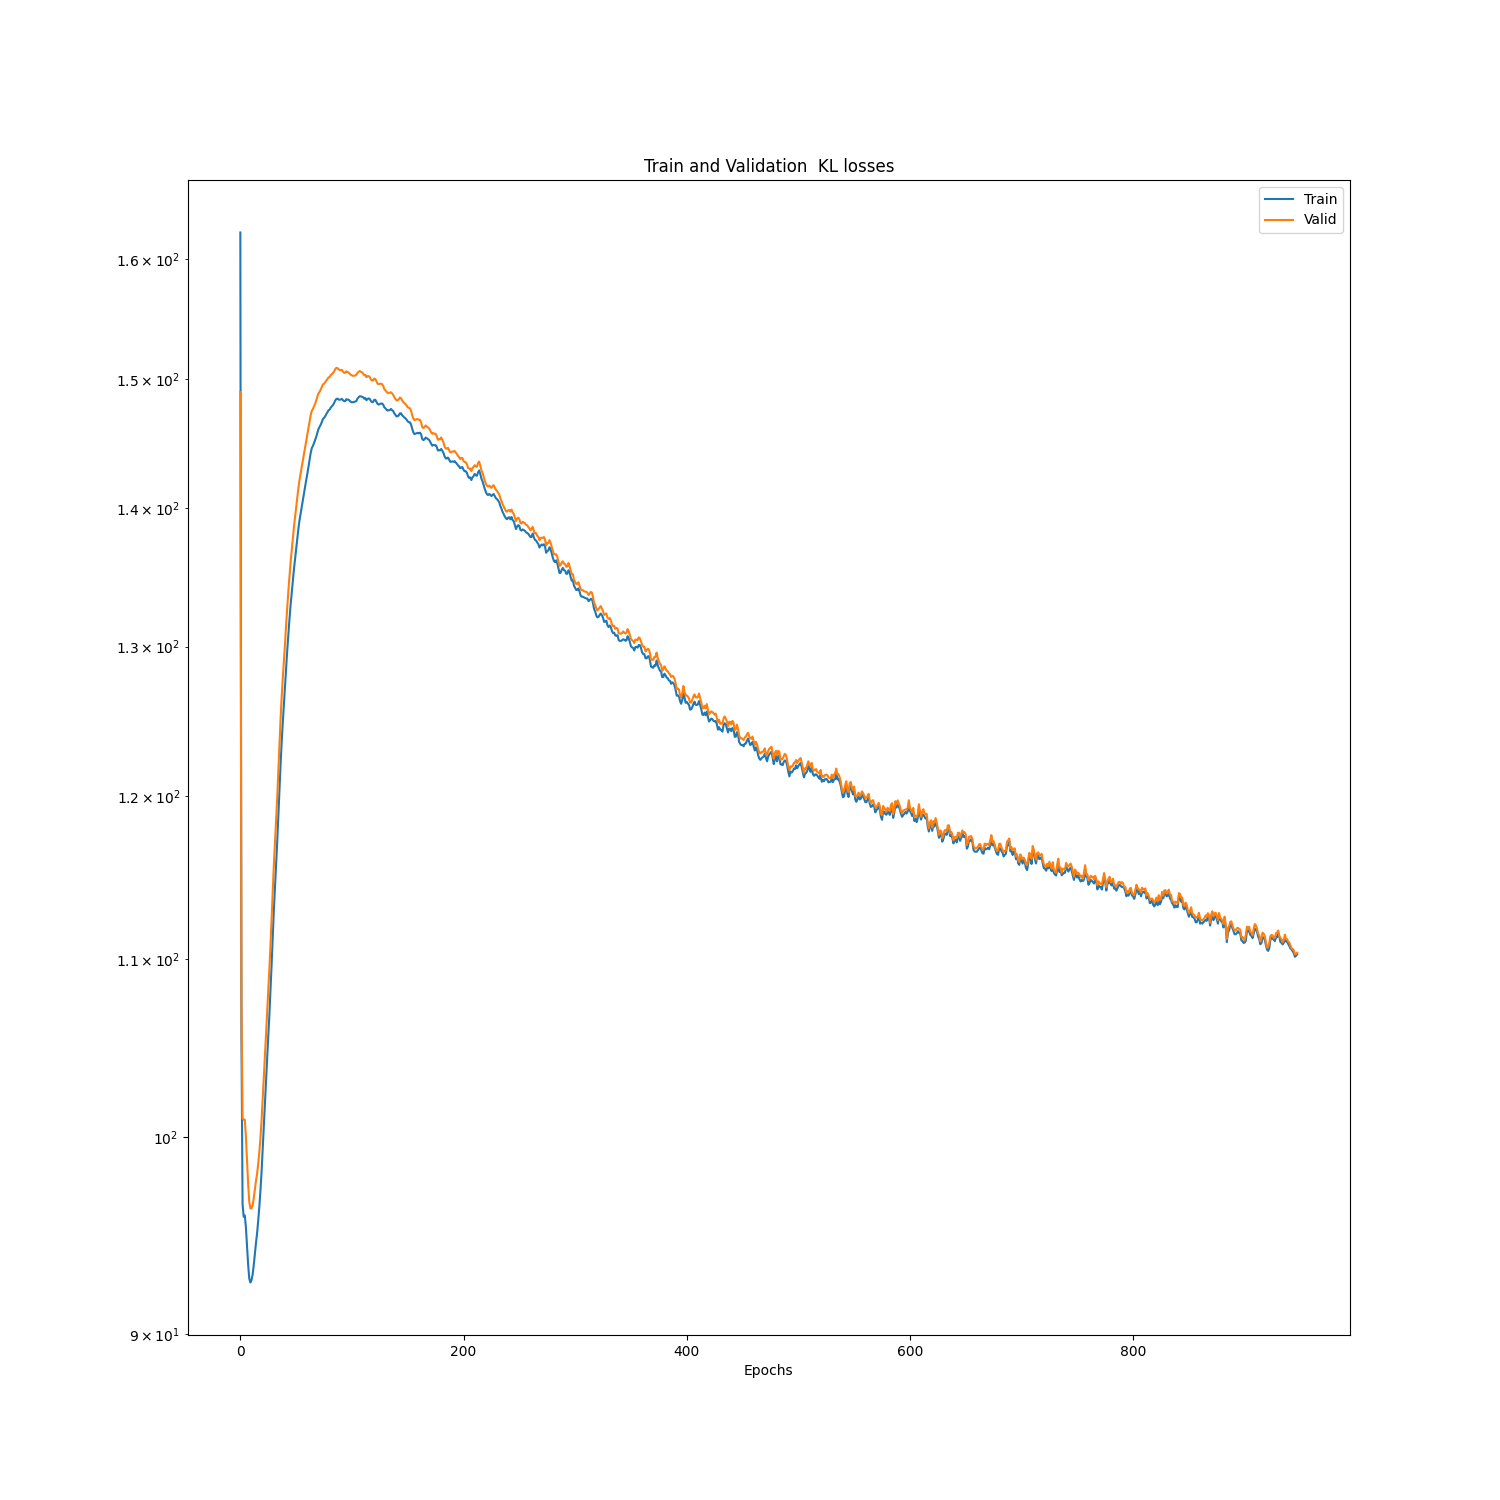 Train and Validation  KL losses
Train
Valid
1.6 × 10²
1.5 × 10²
1.4 × 10²
1.3 × 10²
1.2 × 10²
1.1 × 10²
10²
9 × 10¹
0 200 400 600 800
Epochs